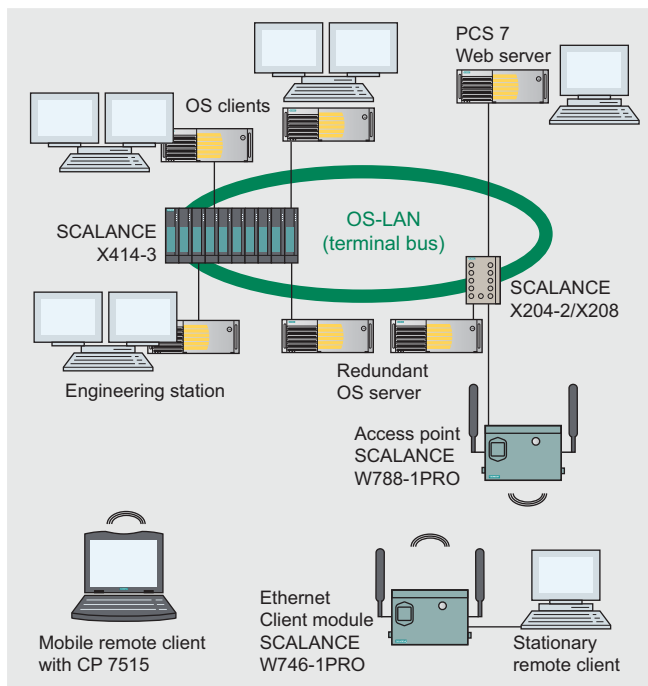 PCS 7
Web server
OS clients
SCALANCE
X414-3
OS-LAN
(terminal bus)
SCALANCE
X204-2/X208
Engineering station
Redundant
OS server
Access point
SCALANCE
W788-1PRO
Mobile remote client
with CP 7515
Ethernet
Client module
SCALANCE
W746-1PRO
Stationary
remote client